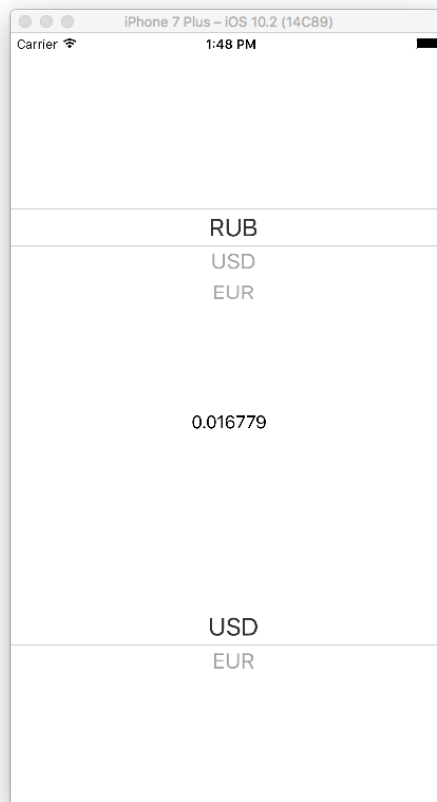 iPhone 7 Plus – iOS 10.2 (14C89)
Carrier 1:48 PM
RUB
USD
EUR
0.016779
USD
EUR